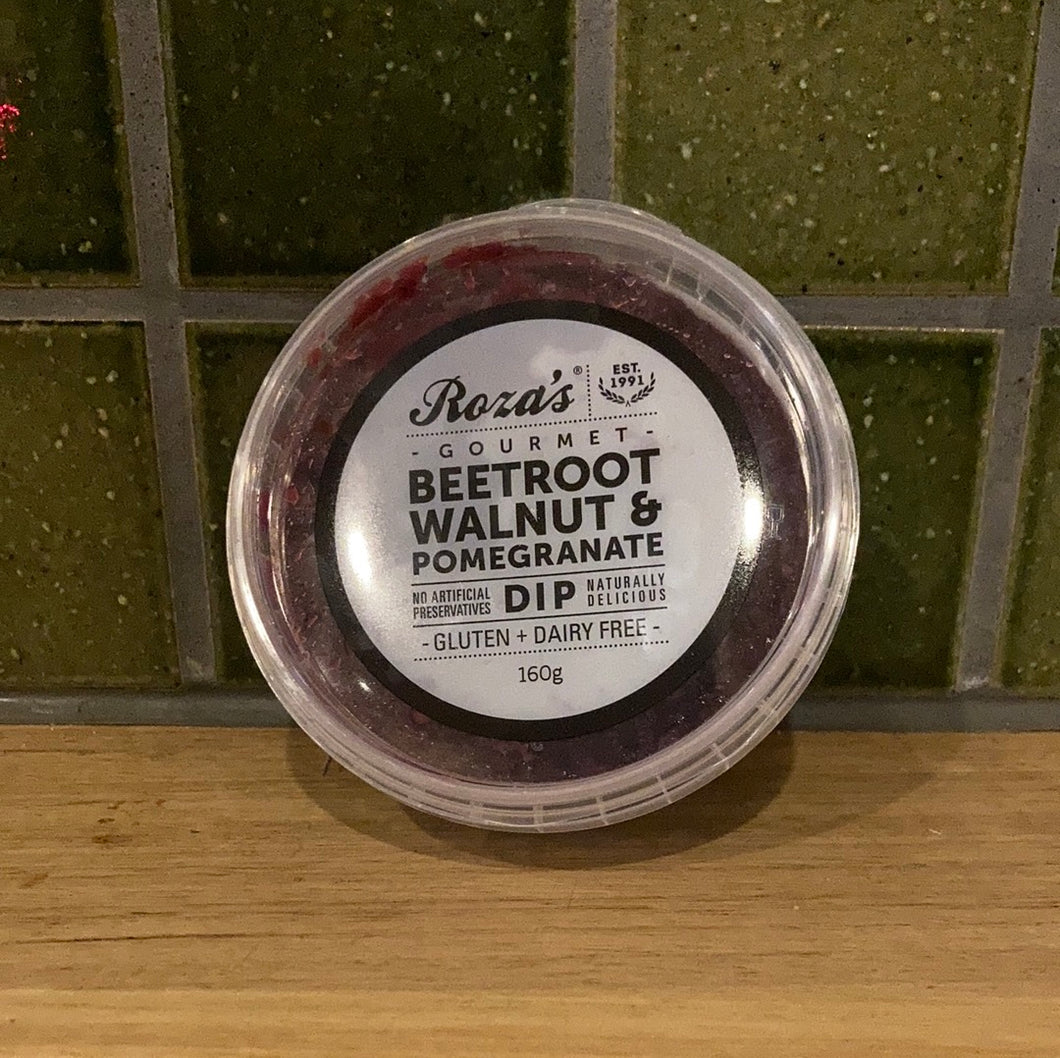 Roza's®
EST.
1991
- GOURMET -
BEETROOT
WALNUT &
POMEGRANATE
NO ARTIFICIAL
PRESERVATIVES
DIP
NATURALLY
DELICIOUS
- GLUTEN + DAIRY FREE -
160g